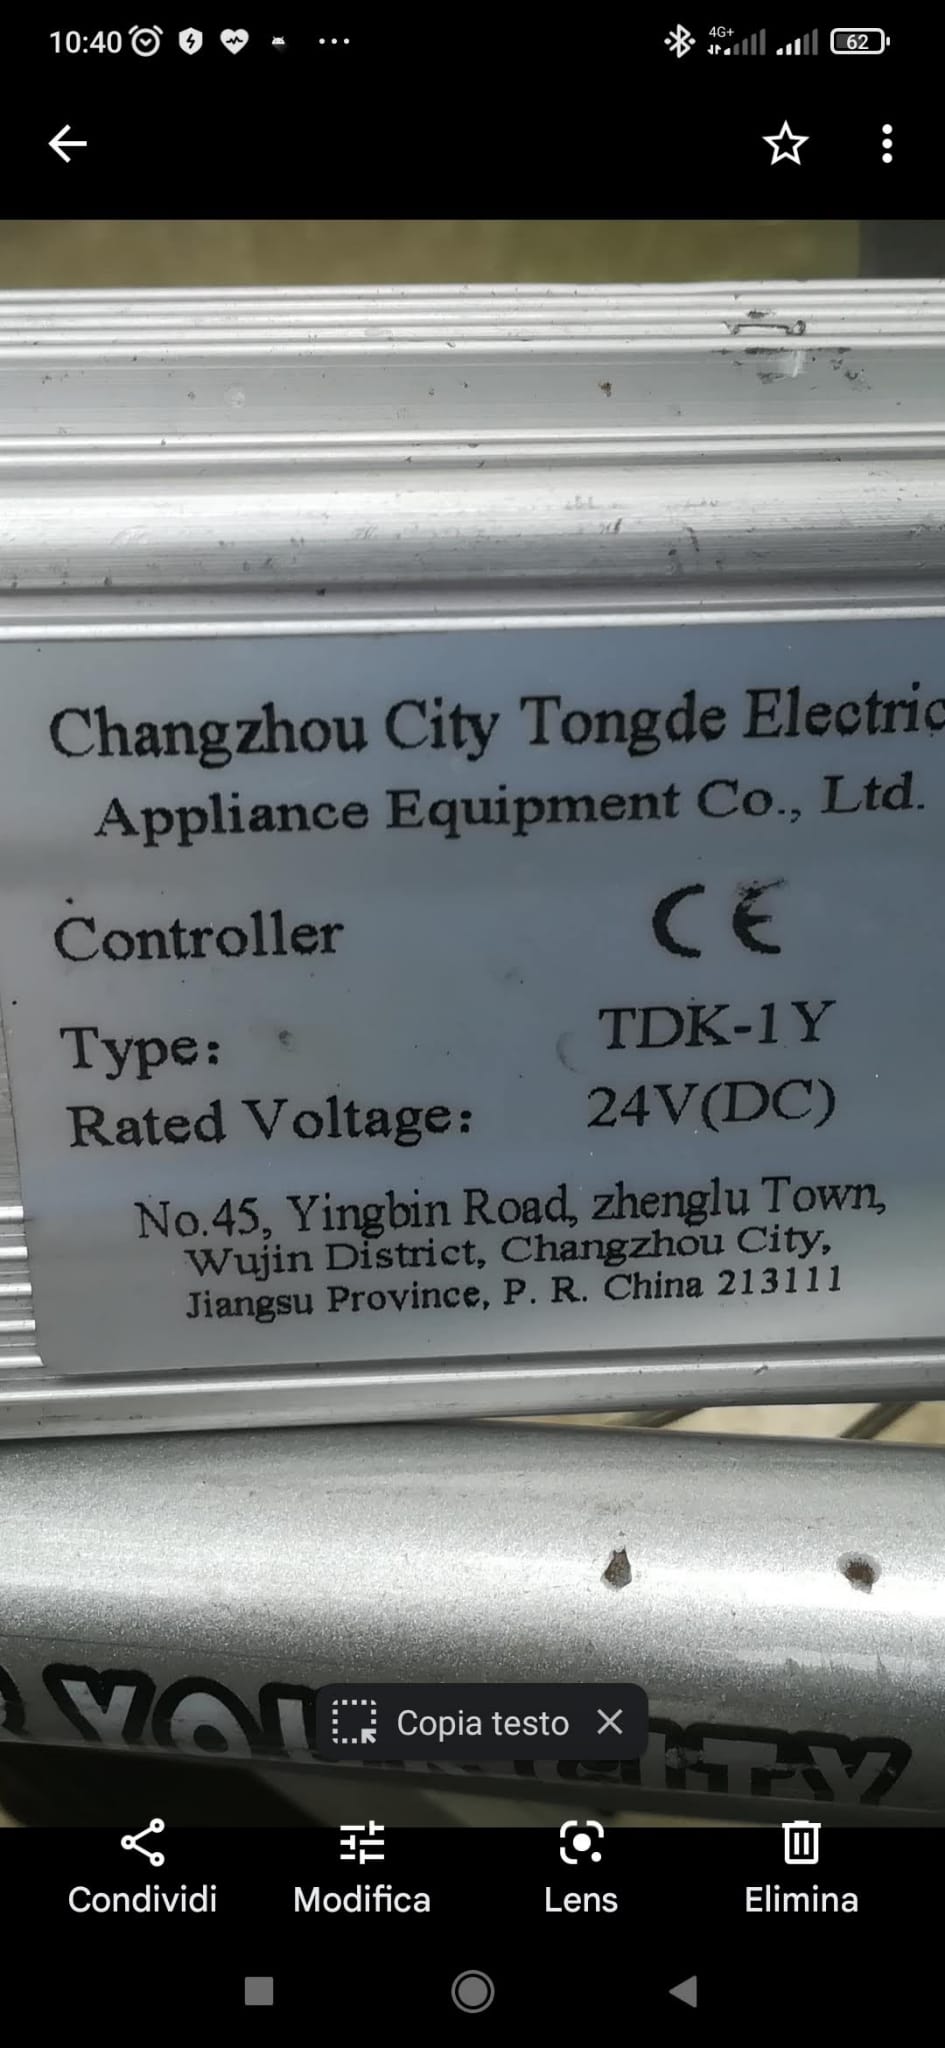 10:40
4G+
62
Changzhou City Tongde Electric
Appliance Equipment Co., Ltd.
Controller CE
Type: TDK-1Y
Rated Voltage: 24V(DC)
No.45, Yingbin Road, zhenglu Town,
Wujin District, Changzhou City,
Jiangsu Province, P. R. China 213111
CITY
Copia testo
Condividi
Modifica
Lens
Elimina